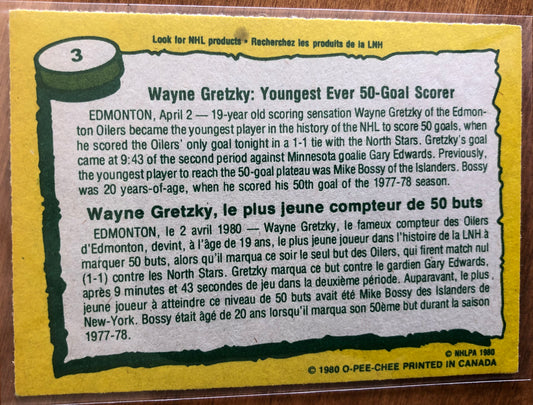 3
Look for NHL products • Recherchez les produits de la LNH
Wayne Gretzky: Youngest Ever 50-Goal Scorer
EDMONTON, April 2 — 19-year old scoring sensation Wayne Gretzky of the Edmon-
ton Oilers became the youngest player in the history of the NHL to score 50 goals, when
he scored the Oilers' only goal tonight in a 1-1 tie with the North Stars. Gretzky's goal
came at 9:43 of the second period against Minnesota goalie Gary Edwards. Previously,
the youngest player to reach the 50-goal plateau was Mike Bossy of the Islanders. Bossy
was 20 years-of-age, when he scored his 50th goal of the 1977-78 season.
Wayne Gretzky, le plus jeune compteur de 50 buts
EDMONTON, le 2 avril 1980 — Wayne Gretzky, le fameux compteur des Oilers
d'Edmonton, devint, à l'âge de 19 ans, le plus jeune joueur dans l'histoire de la LNH à
marquer 50 buts, alors qu'il marqua ce soir le seul but des Oilers, qui firent match nul
(1-1) contre les North Stars. Gretzky marqua ce but contre le gardien Gary Edwards,
après 9 minutes et 43 secondes de jeu dans la deuxième période. Auparavant, le plus
jeune joueur à atteindre ce niveau de 50 buts avait été Mike Bossy des Islanders de
New-York. Bossy était âgé de 20 ans lorsqu'il marqua son 50ème but durant la saison
1977-78.
© NHLPA 1980
© 1980 O-PEE-CHEE PRINTED IN CANADA